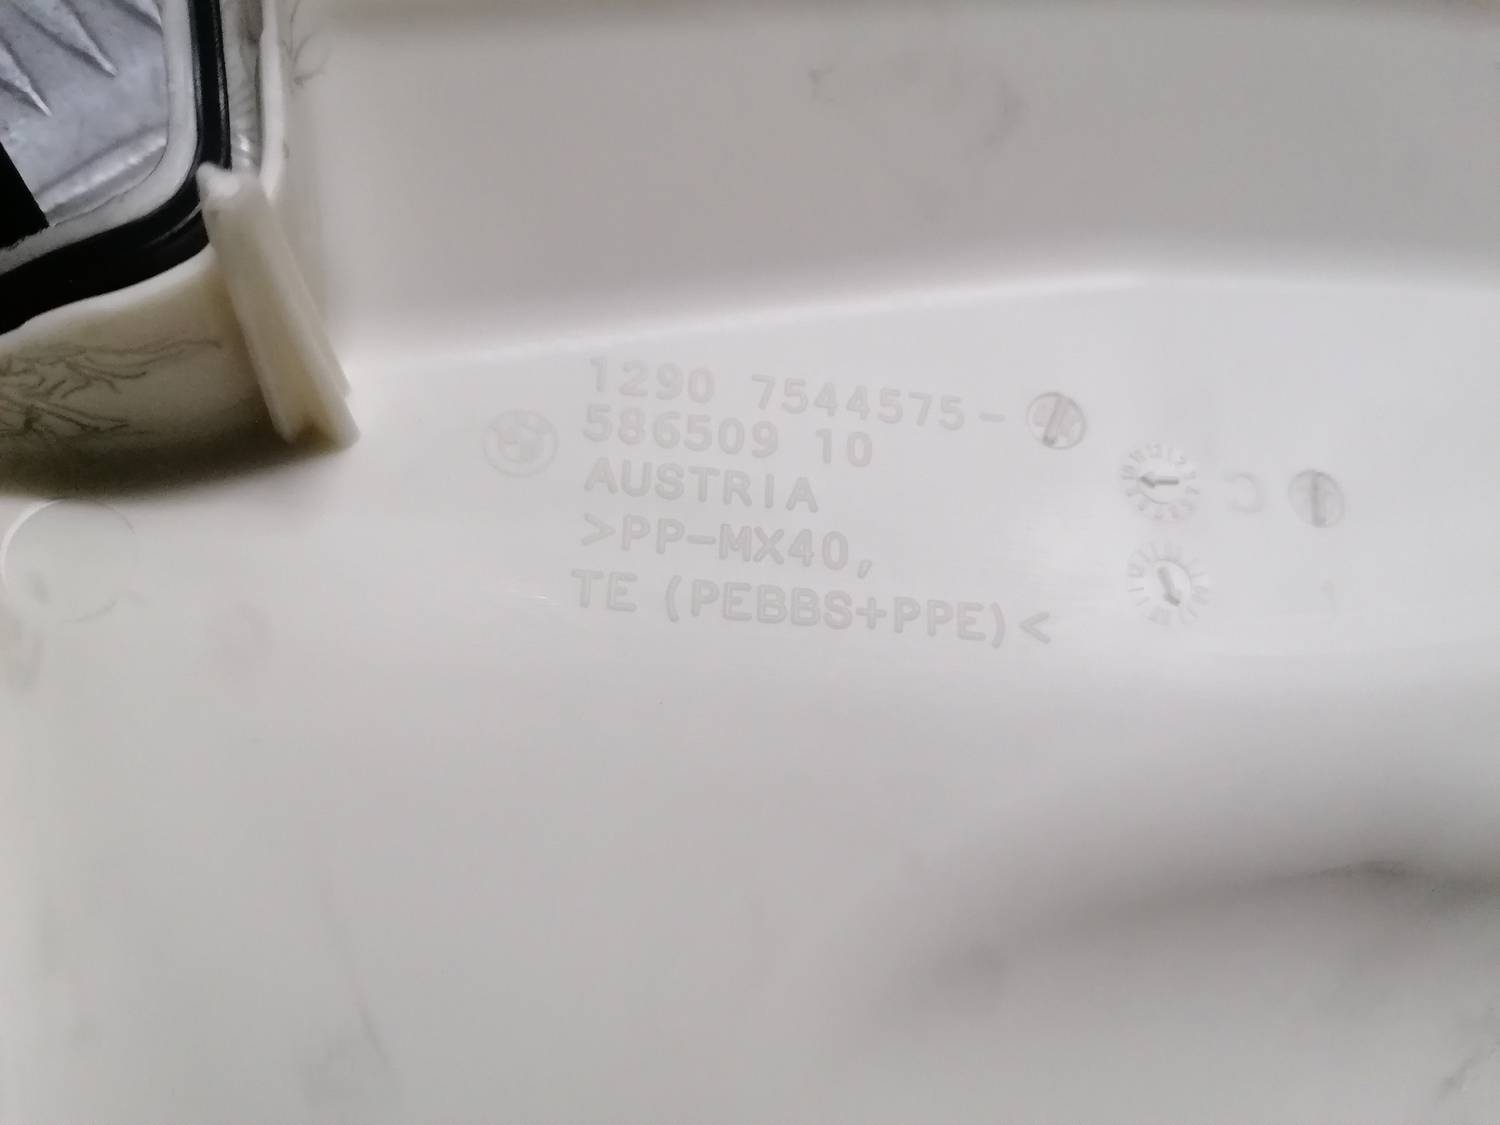 1290 7544575-
586509 10
AUSTRIA
>PP-MX40,
TE (PEBBS+PPE)<
C